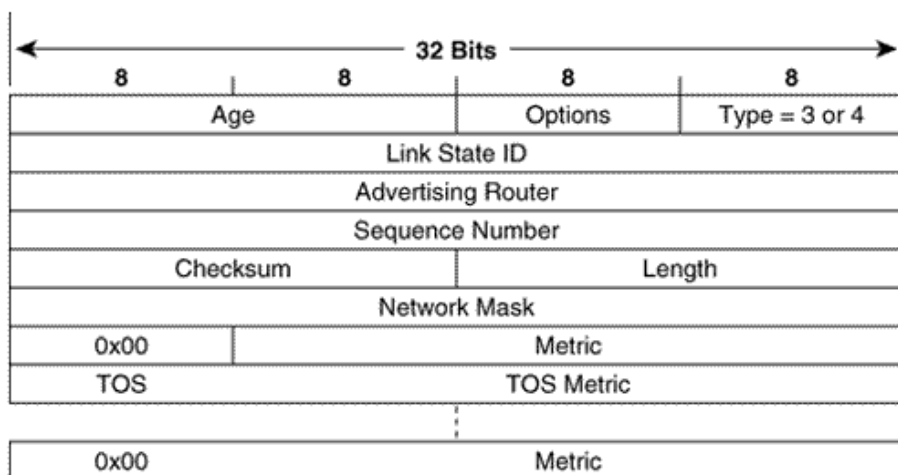 32 Bits
8 8 8 8
Age Options Type = 3 or 4
Link State ID
Advertising Router
Sequence Number
Checksum Length
Network Mask
0x00 Metric
TOS TOS Metric
0x00 Metric